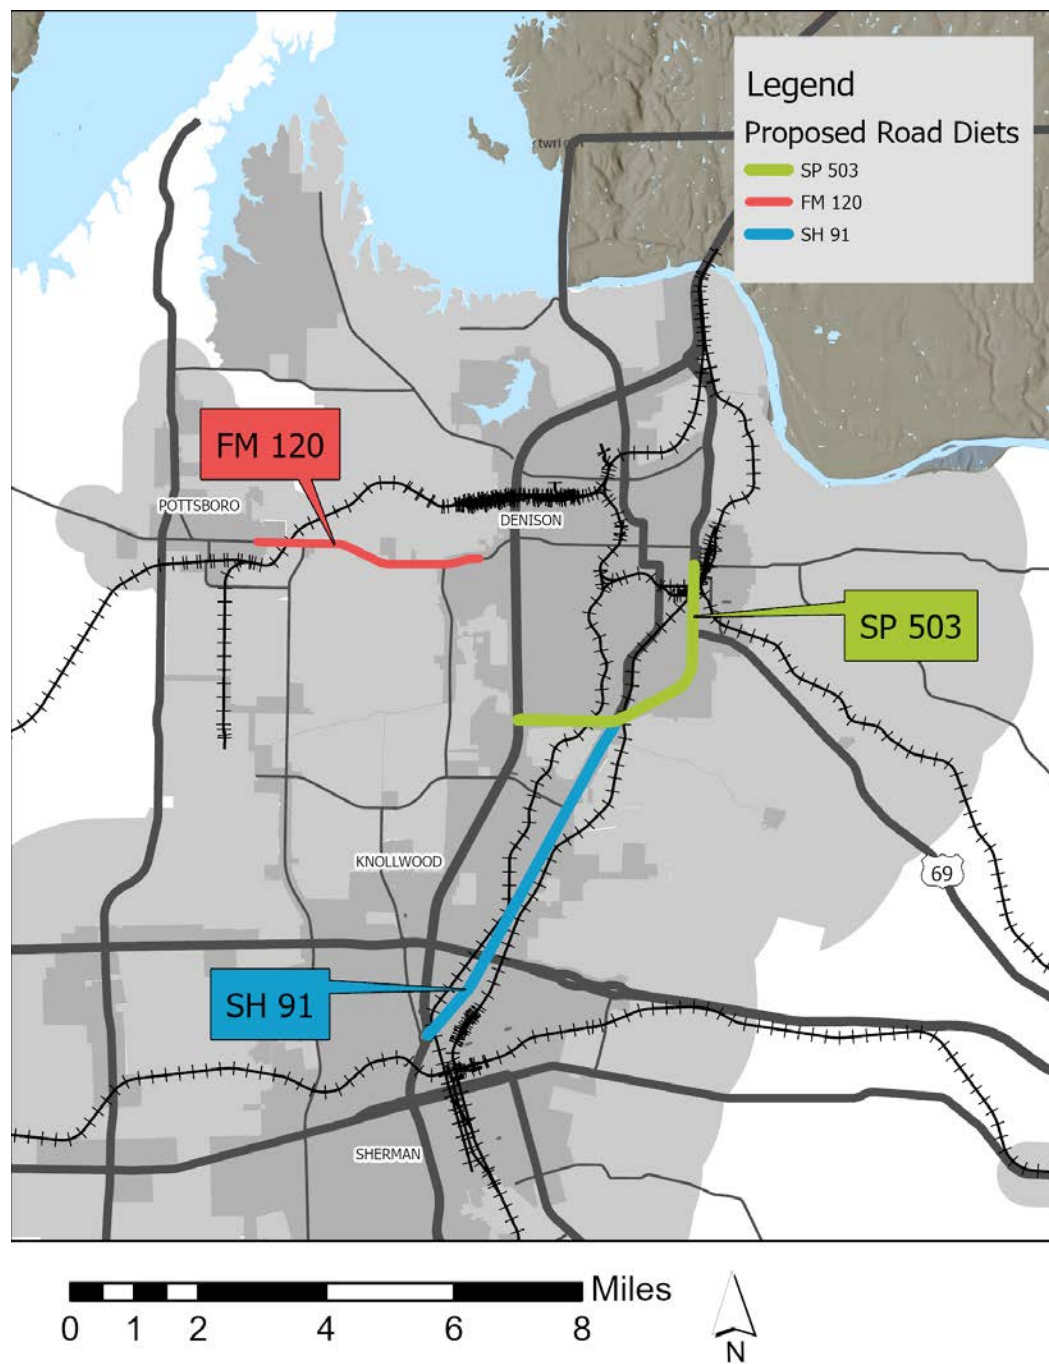 Legend
Proposed Road Diets
SP 503
FM 120
SH 91
FM 120
POTTSBORO
DENISON
SP 503
KNOLLWOOD
69
SH 91
SHERMAN
Miles
0 1 2 4 6 8
N